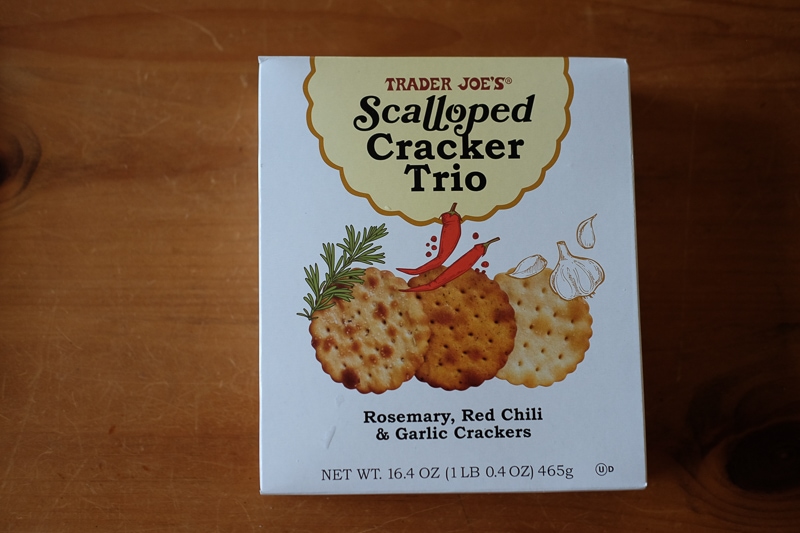 TRADER JOE'S®
Scalloped
Cracker
Trio
Rosemary, Red Chili
& Garlic Crackers
NET WT. 16.4 OZ (1 LB 0.4 OZ) 465g ⓊD